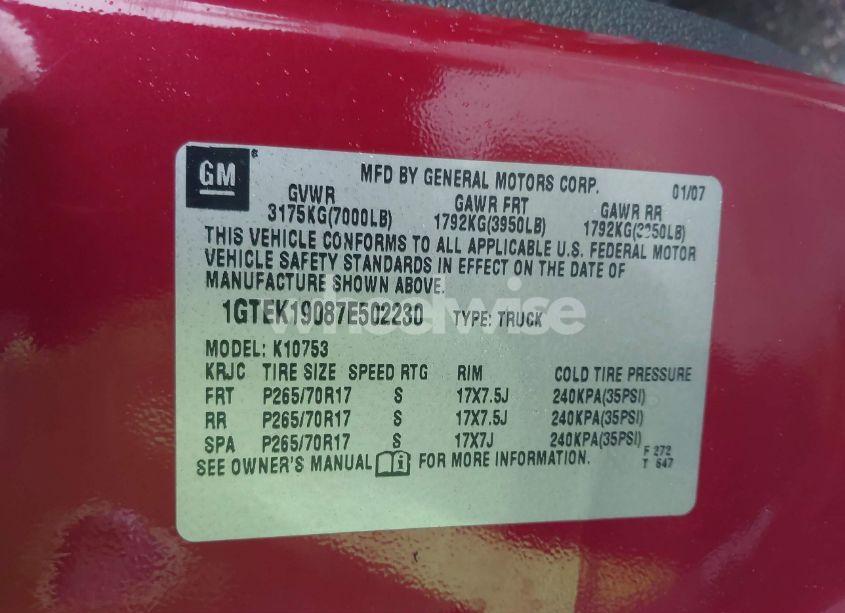 GM
MFD BY GENERAL MOTORS CORP. 01/07
GVWR GAWR FRT GAWR RR
3175KG(7000LB) 1792KG(3950LB) 1792KG(3950LB)
THIS VEHICLE CONFORMS TO ALL APPLICABLE U.S. FEDERAL MOTOR
VEHICLE SAFETY STANDARDS IN EFFECT ON THE DATE OF
MANUFACTURE SHOWN ABOVE.
1GTEK19087E502230 TYPE: TRUCK
wheelwise
MODEL: K10753
KRJC TIRE SIZE SPEED RTG RIM COLD TIRE PRESSURE
FRT P265/70R17 S 17X7.5J 240KPA(35PSI)
RR P265/70R17 S 17X7.5J 240KPA(35PSI)
SPA P265/70R17 S 17X7J 240KPA(35PSI)
SEE OWNER'S MANUAL FOR MORE INFORMATION.
F 272
T 647